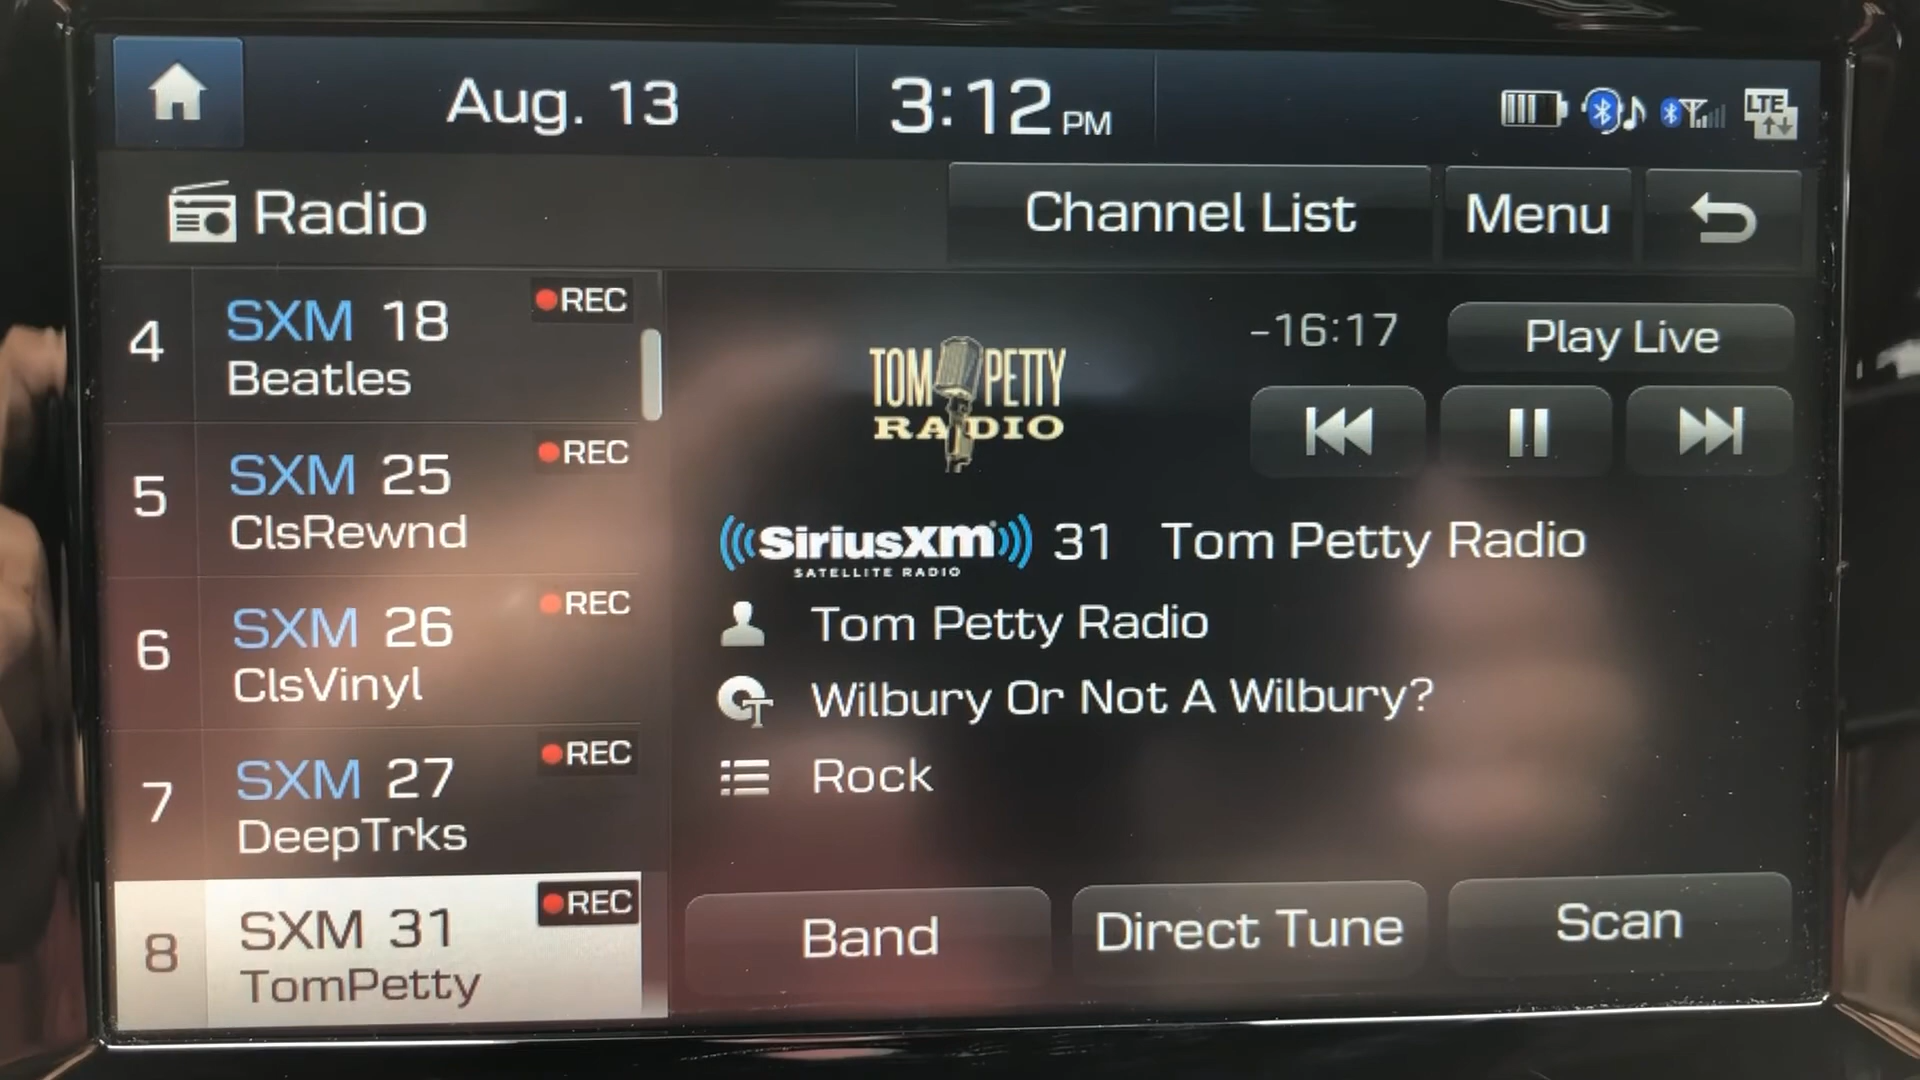 Aug. 13
3:12 PM
LTE
Radio
Channel List
Menu
4
SXM 18
REC
Beatles
5
SXM 25
REC
ClsRewnd
6
SXM 26
REC
ClsVinyl
7
SXM 27
REC
DeepTrks
8
SXM 31
REC
TomPetty
TOM PETTY
RADIO
-16:17
Play Live
SiriusXM
SATELLITE RADIO
31 Tom Petty Radio
Tom Petty Radio
Wilbury Or Not A Wilbury?
Rock
Band
Direct Tune
Scan